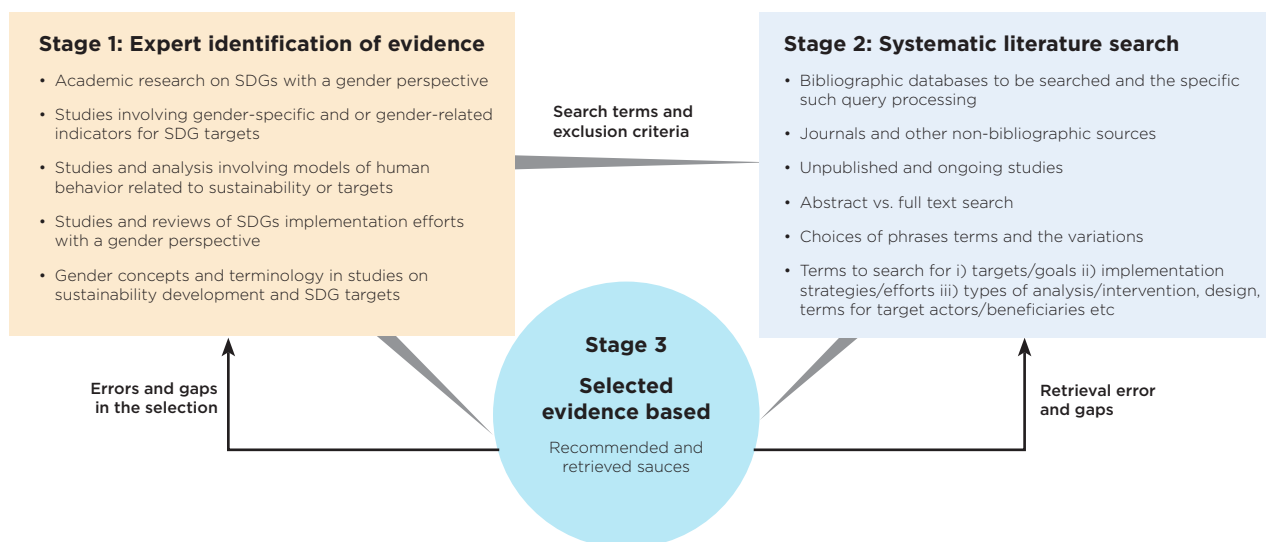 Stage 1: Expert identification of evidence
• Academic research on SDGs with a gender perspective
• Studies involving gender-specific and or gender-related
indicators for SDG targets
• Studies and analysis involving models of human
behavior related to sustainability or targets
• Studies and reviews of SDGs implementation efforts
with a gender perspective
• Gender concepts and terminology in studies on
sustainability development and SDG targets
Search terms and
exclusion criteria
Stage 2: Systematic literature search
• Bibliographic databases to be searched and the specific
such query processing
• Journals and other non-bibliographic sources
• Unpublished and ongoing studies
• Abstract vs. full text search
• Choices of phrases terms and the variations
• Terms to search for i) targets/goals ii) implementation
strategies/efforts iii) types of analysis/intervention, design,
terms for target actors/beneficiaries etc
Errors and gaps
in the selection
Stage 3
Selected
evidence based
Recommended and
retrieved sauces
Retrieval error
and gaps